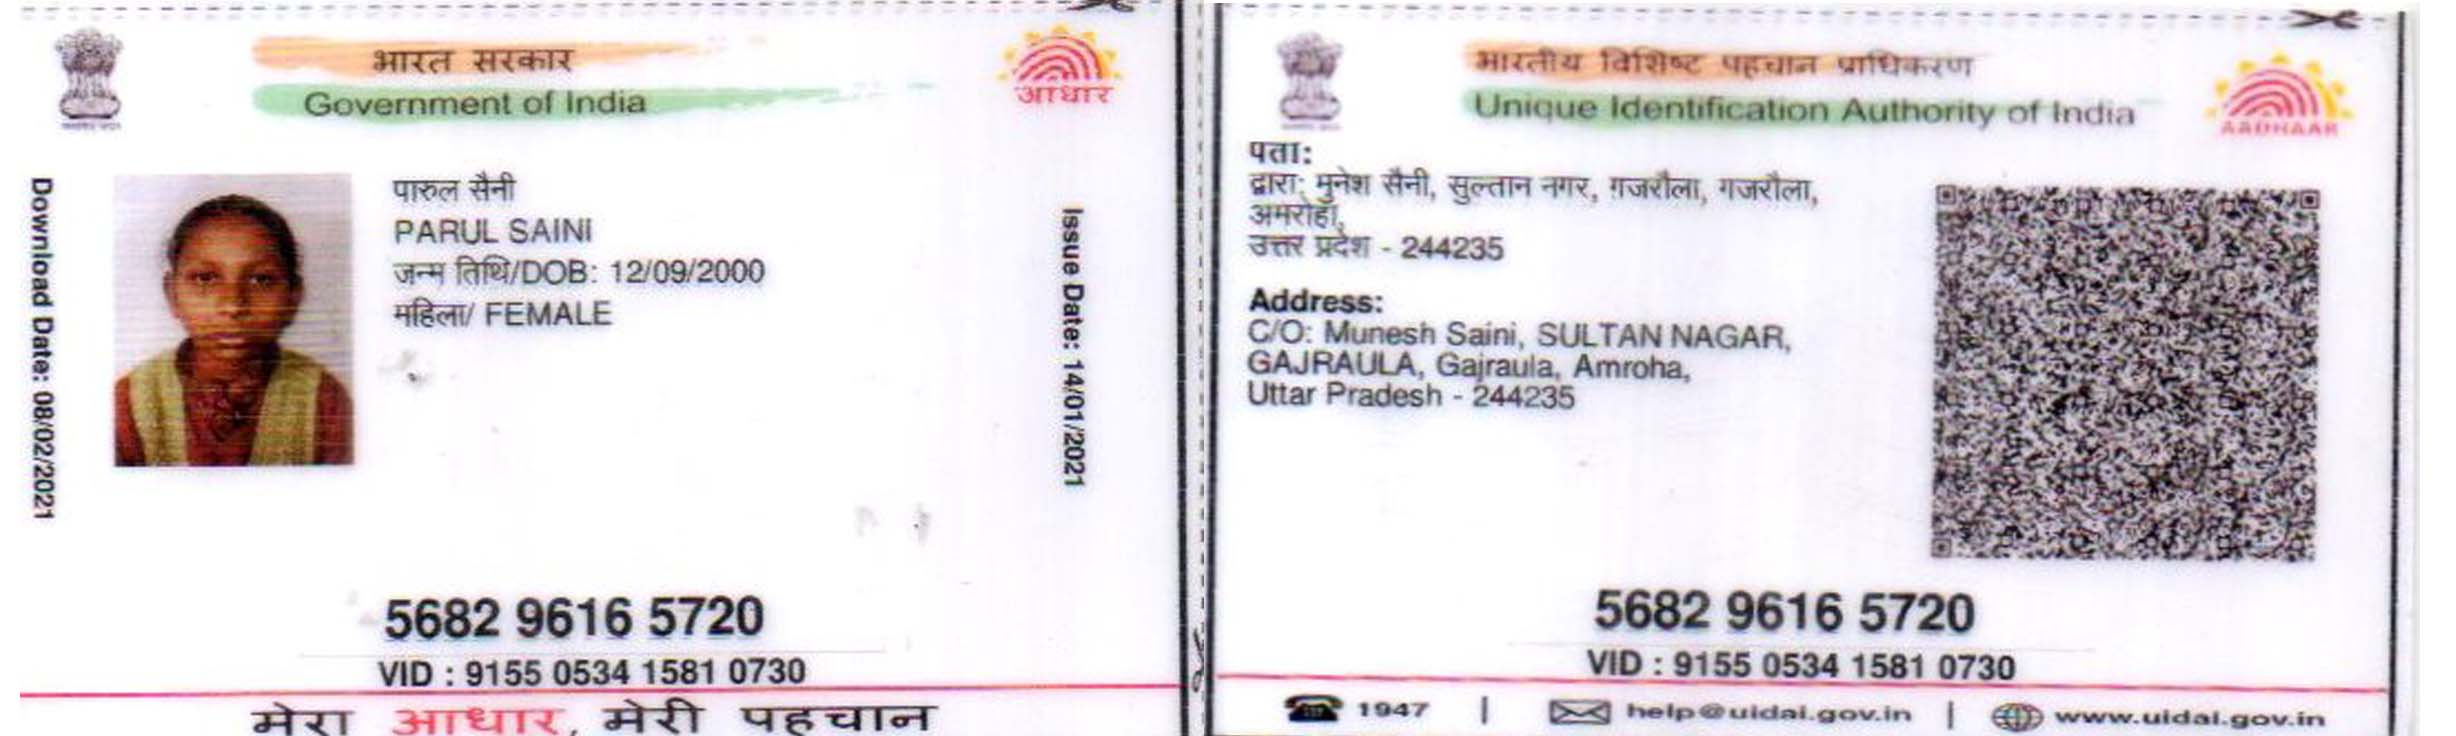 भारत सरकार
Government of India
आधार
Download Date: 08/02/2021
पारुल सैनी
PARUL SAINI
जन्म तिथि/DOB: 12/09/2000
महिला/ FEMALE
Issue Date: 14/01/2021
5682 9616 5720
VID : 9155 0534 1581 0730
मेरा आधार, मेरी पहचान
भारतीय विशिष्ट पहचान प्राधिकरण
Unique Identification Authority of India
AADHAAR
पता:
द्वारा: मुनेश सैनी, सुल्तान नगर, गजरौला, गजरौला,
अमरोहा,
उत्तर प्रदेश - 244235
Address:
C/O: Munesh Saini, SULTAN NAGAR,
GAJRAULA, Gajraula, Amroha,
Uttar Pradesh - 244235
5682 9616 5720
VID : 9155 0534 1581 0730
1947 | help@uidai.gov.in | www.uidai.gov.in